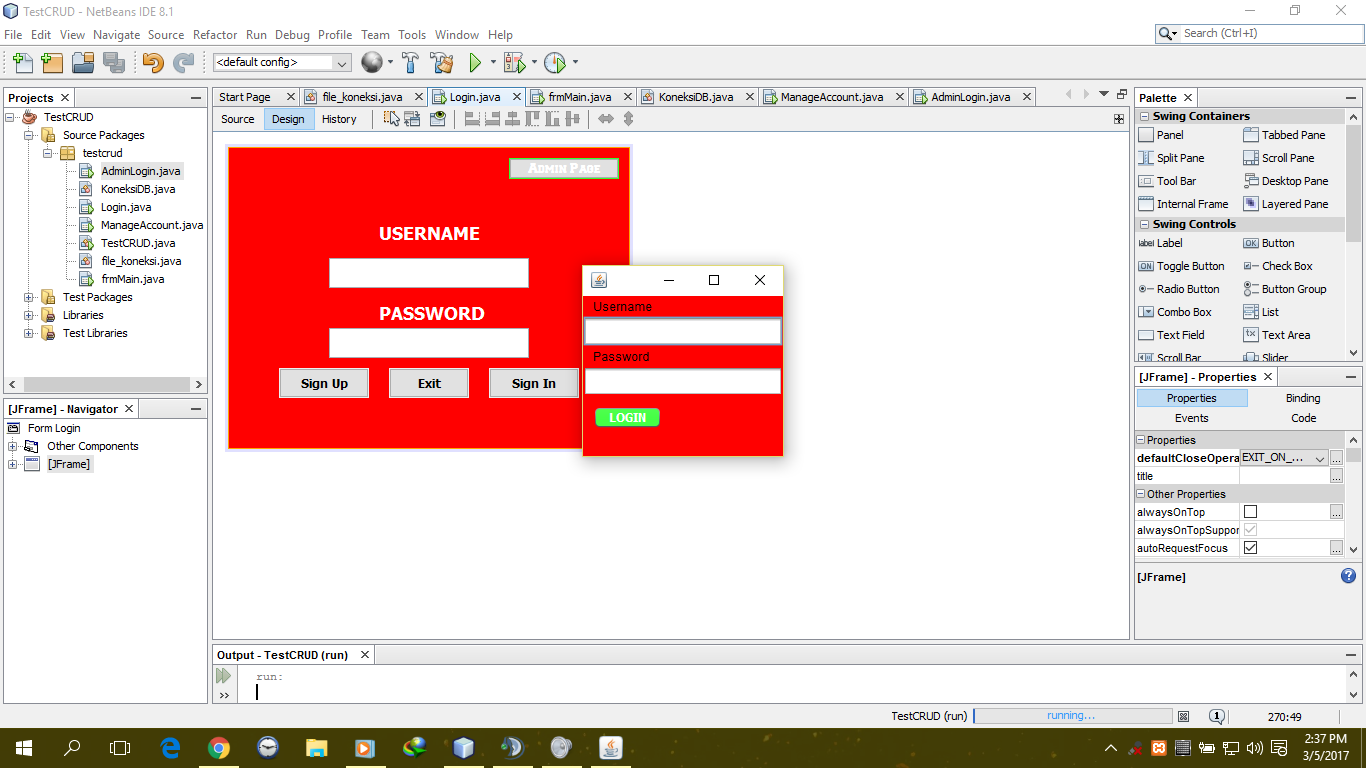 TestCRUD - NetBeans IDE 8.1
File Edit View Navigate Source Refactor Run Debug Profile Team Tools Window Help
Search (Ctrl+I)
<default config>
Projects
TestCRUD
Source Packages
testcrud
AdminLogin.java
KoneksiDB.java
Login.java
ManageAccount.java
TestCRUD.java
file_koneksi.java
frmMain.java
Test Packages
Libraries
Test Libraries
[JFrame] - Navigator
Form Login
Other Components
[JFrame]
Start Page file_koneksi.java Login.java frmMain.java KoneksiDB.java ManageAccount.java AdminLogin.java
Source Design History
Admin Page
USERNAME
PASSWORD
Sign Up Exit Sign In
Username
Password
LOGIN
Palette
Swing Containers
Panel Tabbed Pane
Split Pane Scroll Pane
Tool Bar Desktop Pane
Internal Frame Layered Pane
Swing Controls
label Label OK Button
ON Toggle Button Check Box
Radio Button Button Group
Combo Box List
Text Field Text Area
Scroll Bar Slider
[JFrame] - Properties
Properties Binding
Events Code
Properties
defaultCloseOpera EXIT_ON_... ...
title ...
Other Properties
alwaysOnTop ...
alwaysOnTopSuppor
autoRequestFocus ...
[JFrame]
Output - TestCRUD (run)
run:
TestCRUD (run) running... 1 270:49
2:37 PM
3/5/2017